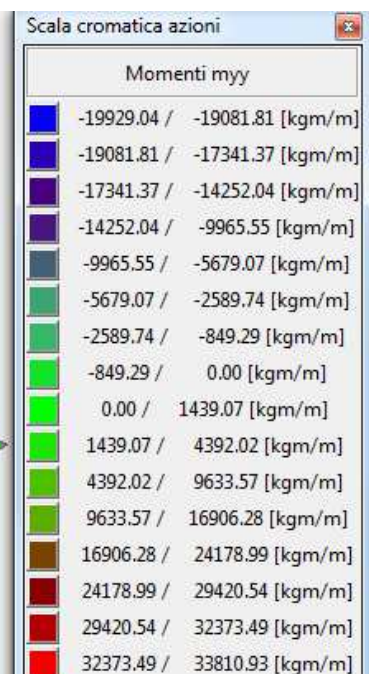 Scala cromatica azioni
Momenti myy
-19929.04 / -19081.81 [kgm/m]
-19081.81 / -17341.37 [kgm/m]
-17341.37 / -14252.04 [kgm/m]
-14252.04 / -9965.55 [kgm/m]
-9965.55 / -5679.07 [kgm/m]
-5679.07 / -2589.74 [kgm/m]
-2589.74 / -849.29 [kgm/m]
-849.29 / 0.00 [kgm/m]
0.00 / 1439.07 [kgm/m]
1439.07 / 4392.02 [kgm/m]
4392.02 / 9633.57 [kgm/m]
9633.57 / 16906.28 [kgm/m]
16906.28 / 24178.99 [kgm/m]
24178.99 / 29420.54 [kgm/m]
29420.54 / 32373.49 [kgm/m]
32373.49 / 33810.93 [kgm/m]